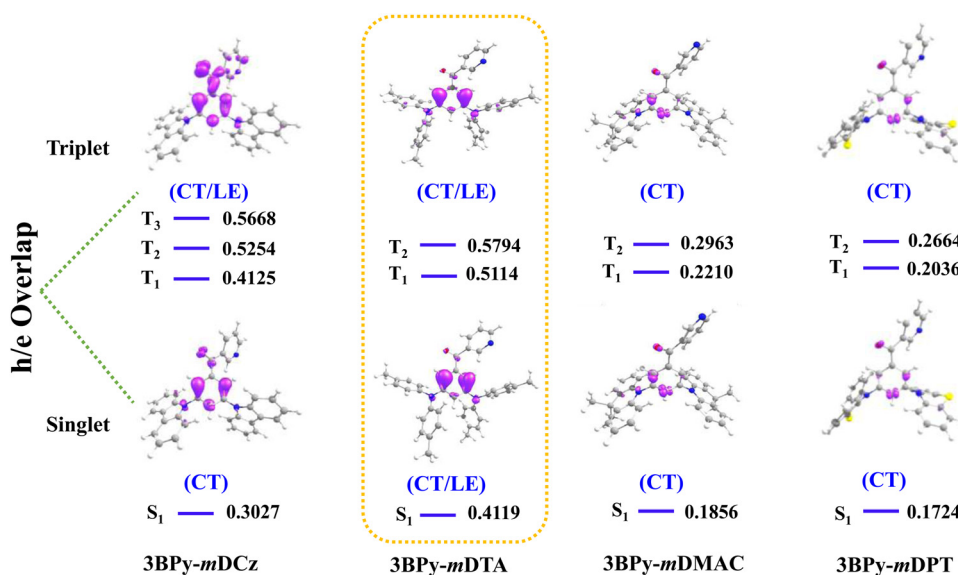 h/e Overlap
Triplet
(CT/LE) (CT/LE) (CT) (CT)
T3 0.5668
T2 0.5254 T2 0.5794 T2 0.2963 T2 0.2664
T1 0.4125 T1 0.5114 T1 0.2210 T1 0.2036
Singlet
(CT) (CT/LE) (CT) (CT)
S1 0.3027 S1 0.4119 S1 0.1856 S1 0.1724
3BPy-mDCz 3BPy-mDTA 3BPy-mDMAC 3BPy-mDPT